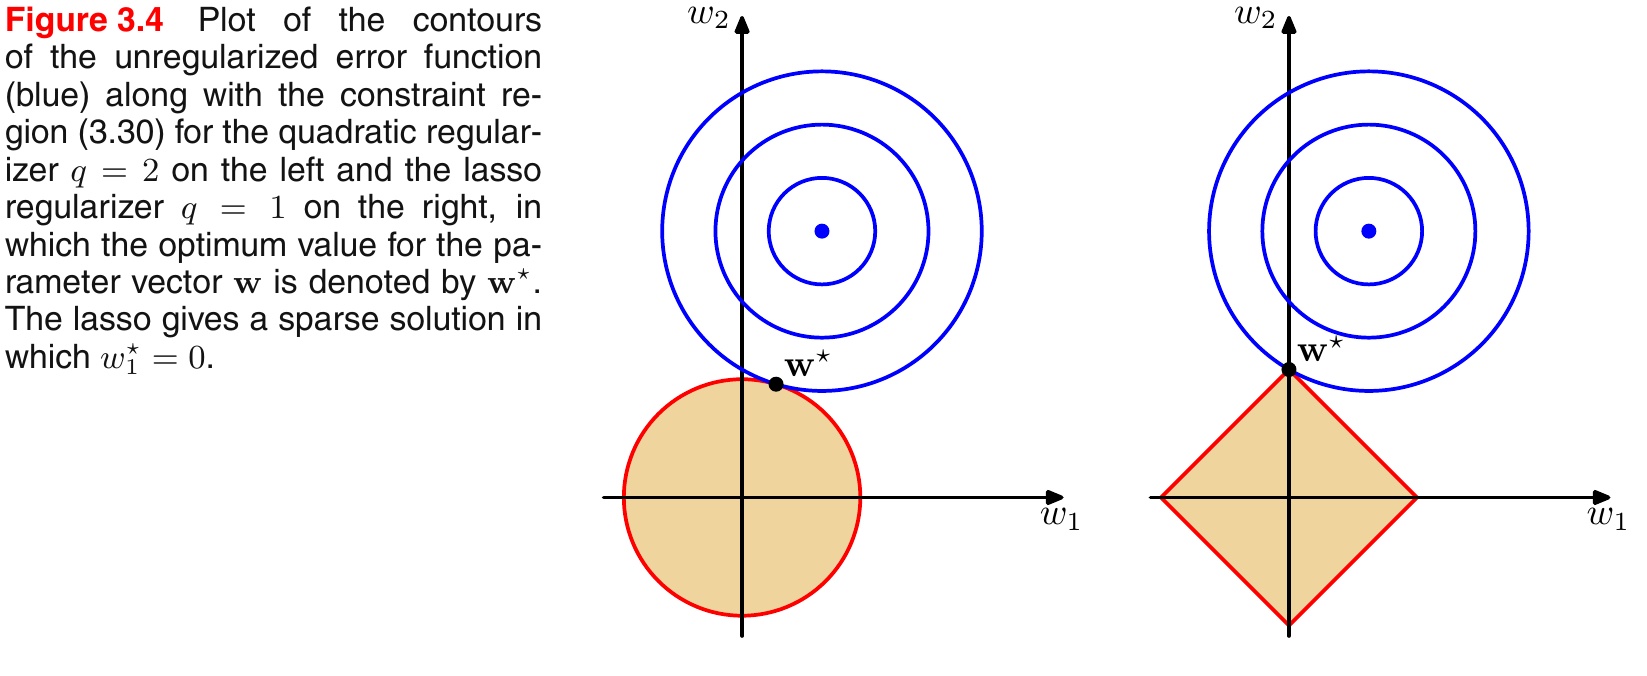 Figure 3.4 Plot of the contours
of the unregularized error function
(blue) along with the constraint re-
gion (3.30) for the quadratic regular-
izer q = 2 on the left and the lasso
regularizer q = 1 on the right, in
which the optimum value for the pa-
rameter vector w is denoted by w⋆.
The lasso gives a sparse solution in
which w₁⋆ = 0.
w₂
w⋆
w₁
w₂
w⋆
w₁